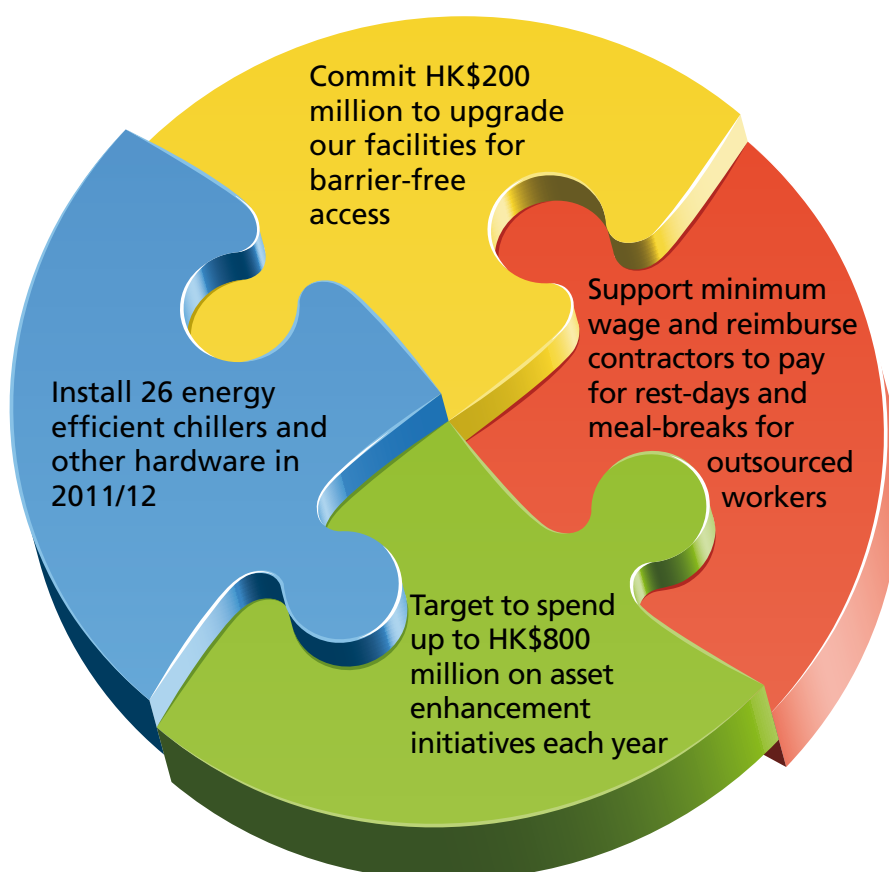 Commit HK$200
million to upgrade
our facilities for
barrier-free
access
Support minimum
wage and reimburse
contractors to pay
for rest-days and
meal-breaks for
outsourced
workers
Install 26 energy
efficient chillers and
other hardware in
2011/12
Target to spend
up to HK$800
million on asset
enhancement
initiatives each year